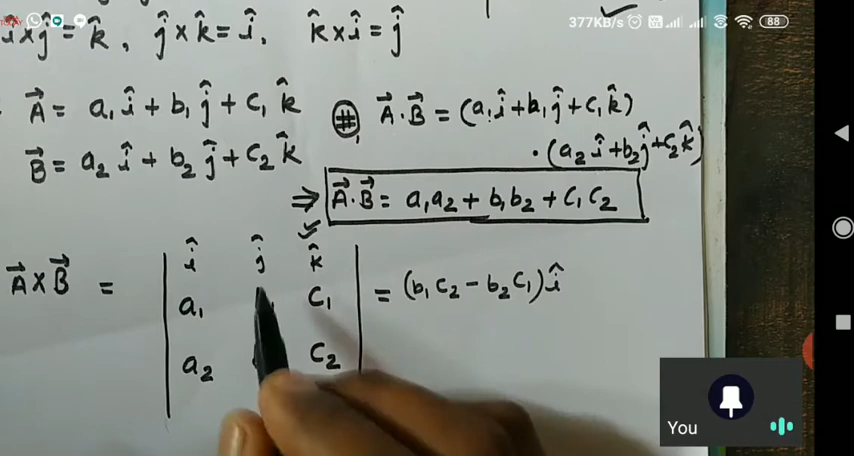 377KB/s 88
î×ĵ = k̂, ĵ×k̂ = î, k̂×î = ĵ
A⃗ = a₁î + b₁ĵ + c₁k̂
B⃗ = a₂î + b₂ĵ + c₂k̂
#, A⃗·B⃗ = (a₁î + b₁ĵ + c₁k̂)
·(a₂î + b₂ĵ + c₂k̂)
⇒ A⃗·B⃗ = a₁a₂ + b₁b₂ + c₁c₂
A⃗×B⃗ = | î ĵ k̂ |
| a₁ c₁ | = (b₁c₂ − b₂c₁)î
| a₂ c₂ |
You